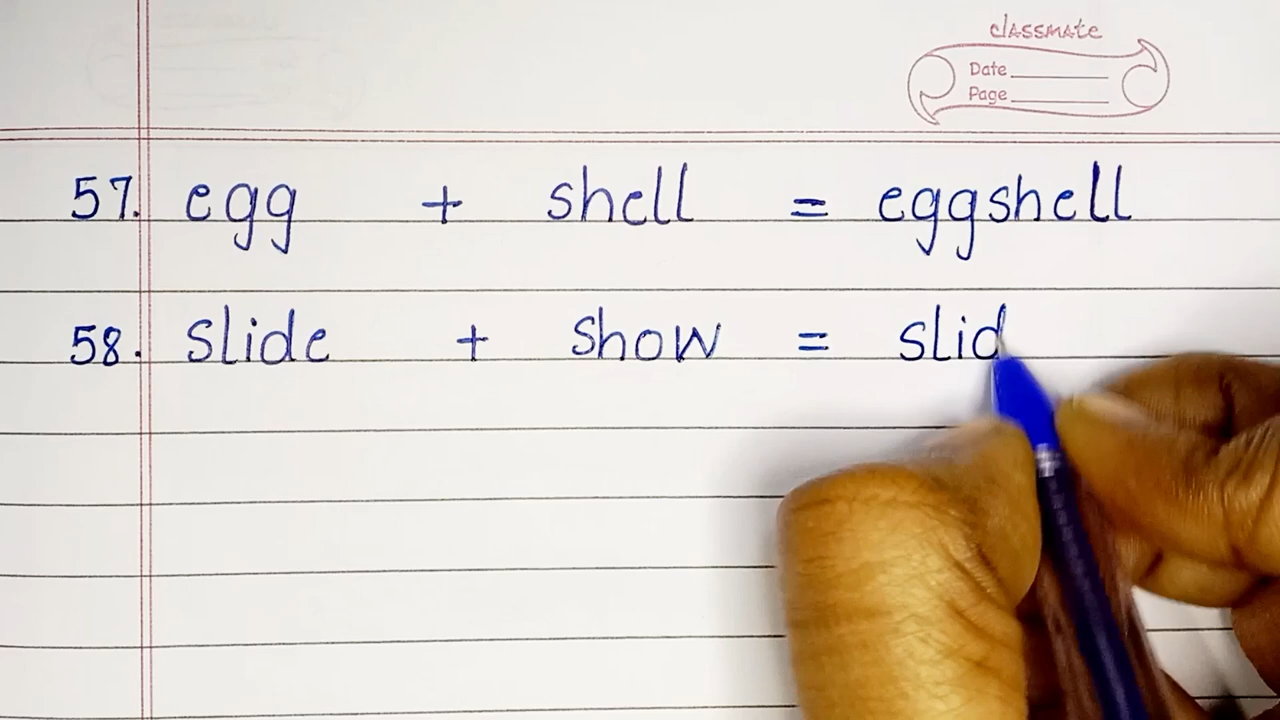 classmate
Date
Page
57. egg + shell = eggshell
58. slide + show = slid